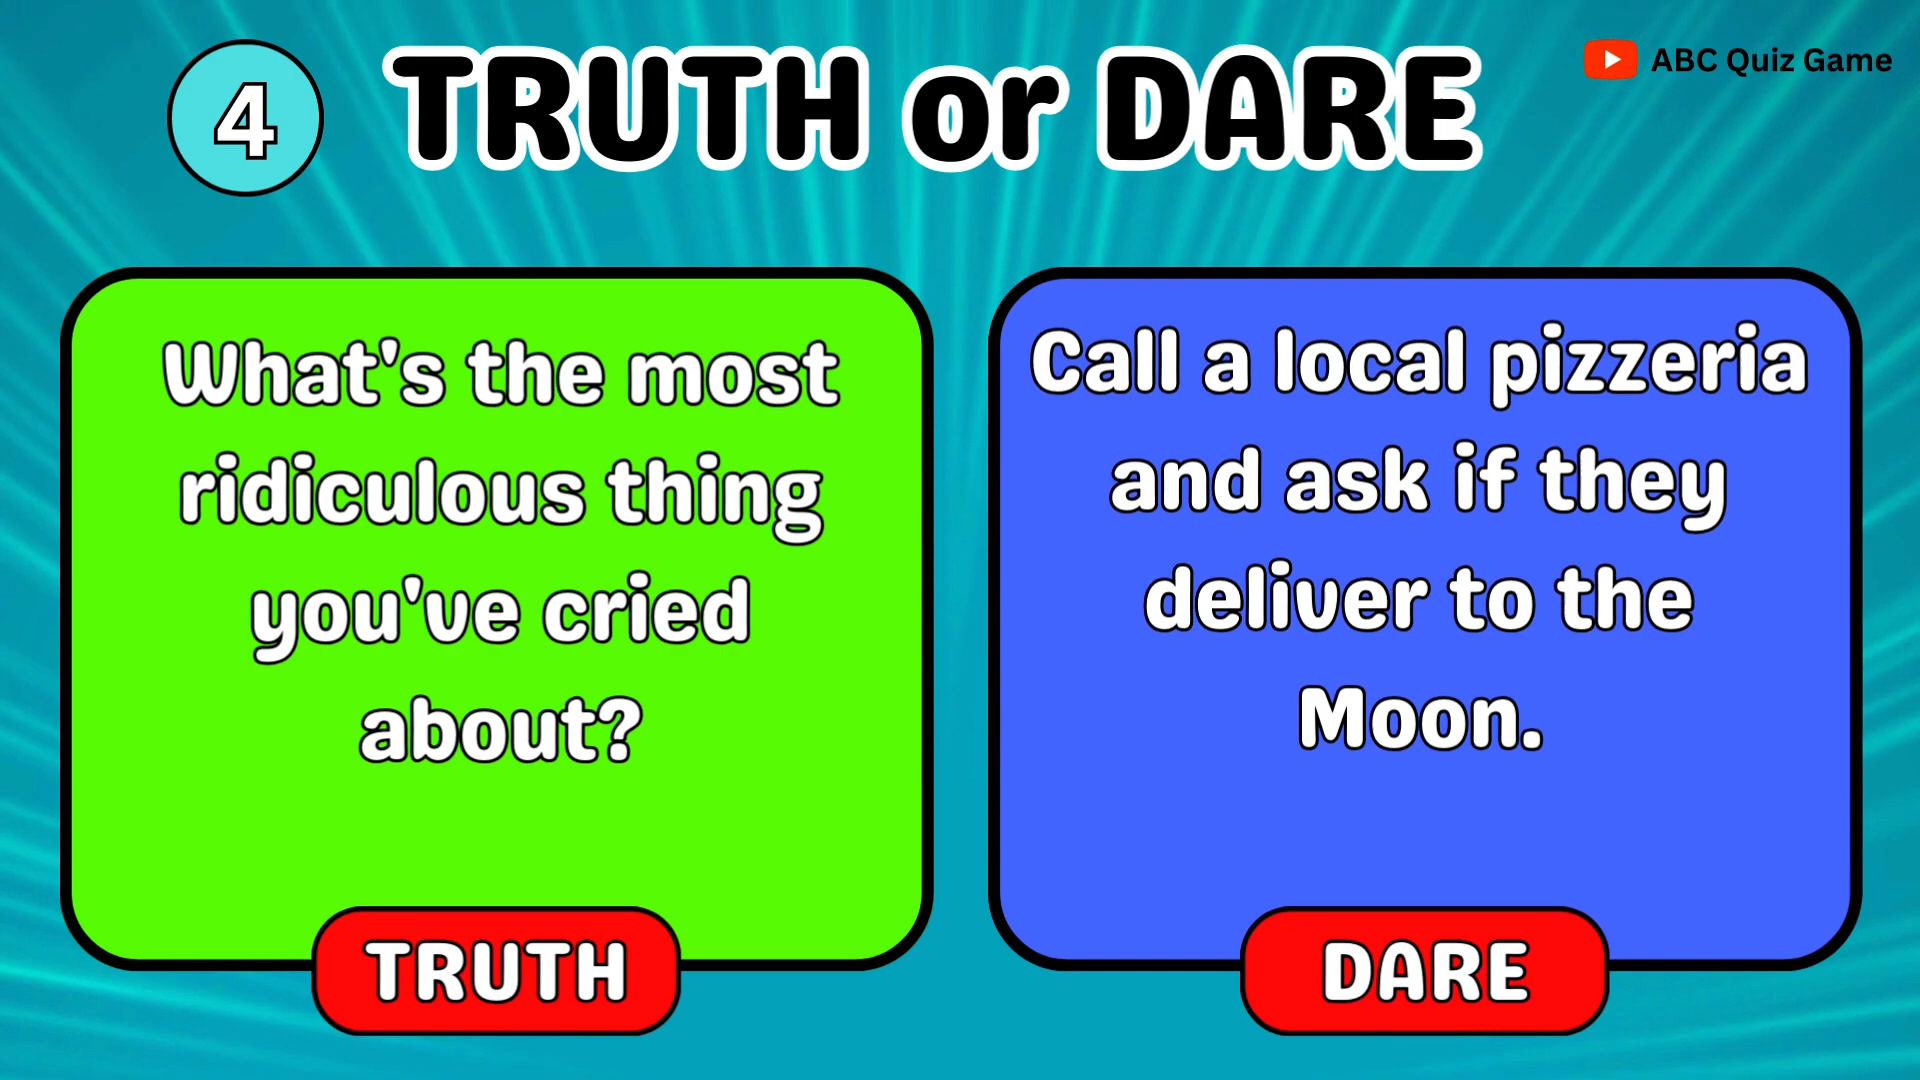 4
TRUTH or DARE
ABC Quiz Game
What's the most
ridiculous thing
you've cried
about?
TRUTH
Call a local pizzeria
and ask if they
deliver to the
Moon.
DARE